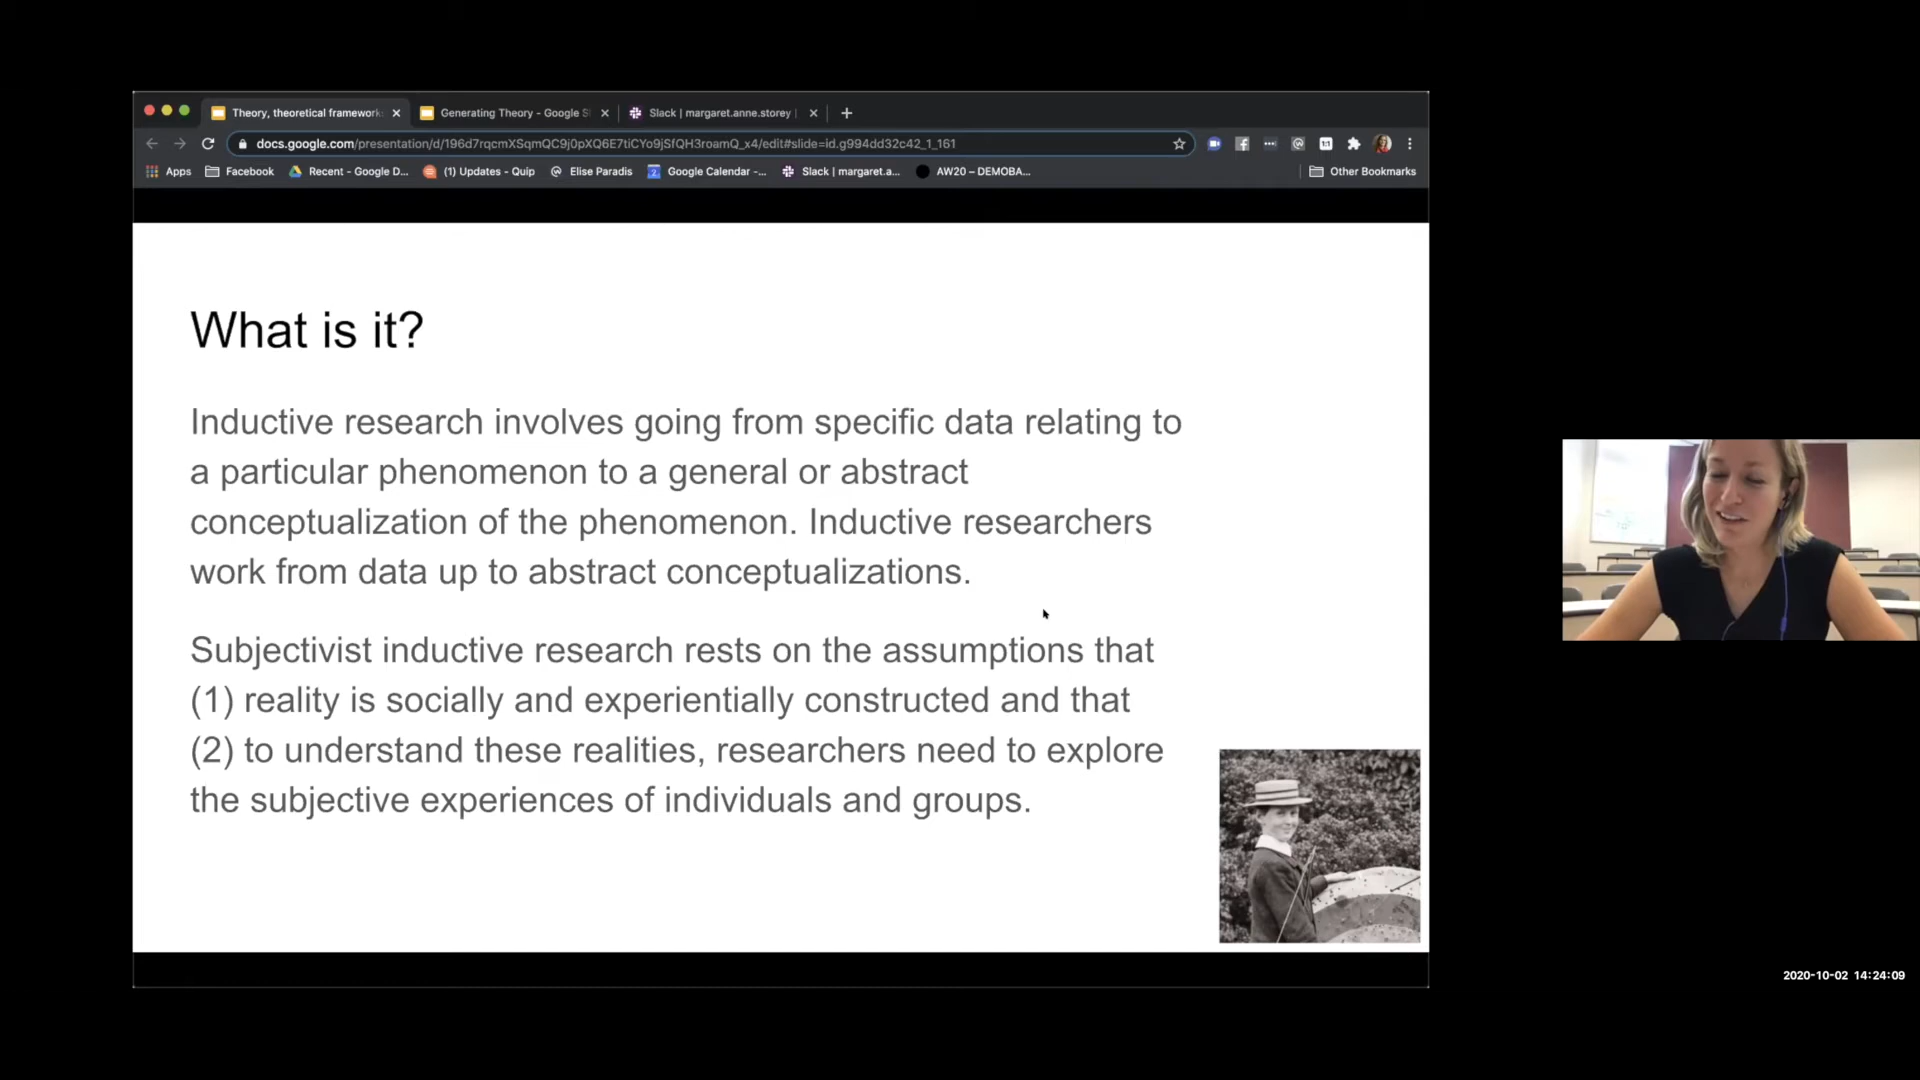 Theory, theoretical framework
Generating Theory - Google S
Slack | margaret.anne.storey |
docs.google.com/presentation/d/196d7rqcmXSqmQC9j0pXQ6E7tiCYo9jSfQH3roamQ_x4/edit#slide=id.g994dd32c42_1_161
Apps
Facebook
Recent - Google D...
(1) Updates - Quip
Elise Paradis
Google Calendar -...
Slack | margaret.a...
AW20 – DEMOBA...
Other Bookmarks
What is it?
Inductive research involves going from specific data relating to
a particular phenomenon to a general or abstract
conceptualization of the phenomenon. Inductive researchers
work from data up to abstract conceptualizations.
Subjectivist inductive research rests on the assumptions that
(1) reality is socially and experientially constructed and that
(2) to understand these realities, researchers need to explore
the subjective experiences of individuals and groups.
2020-10-02 14:24:09